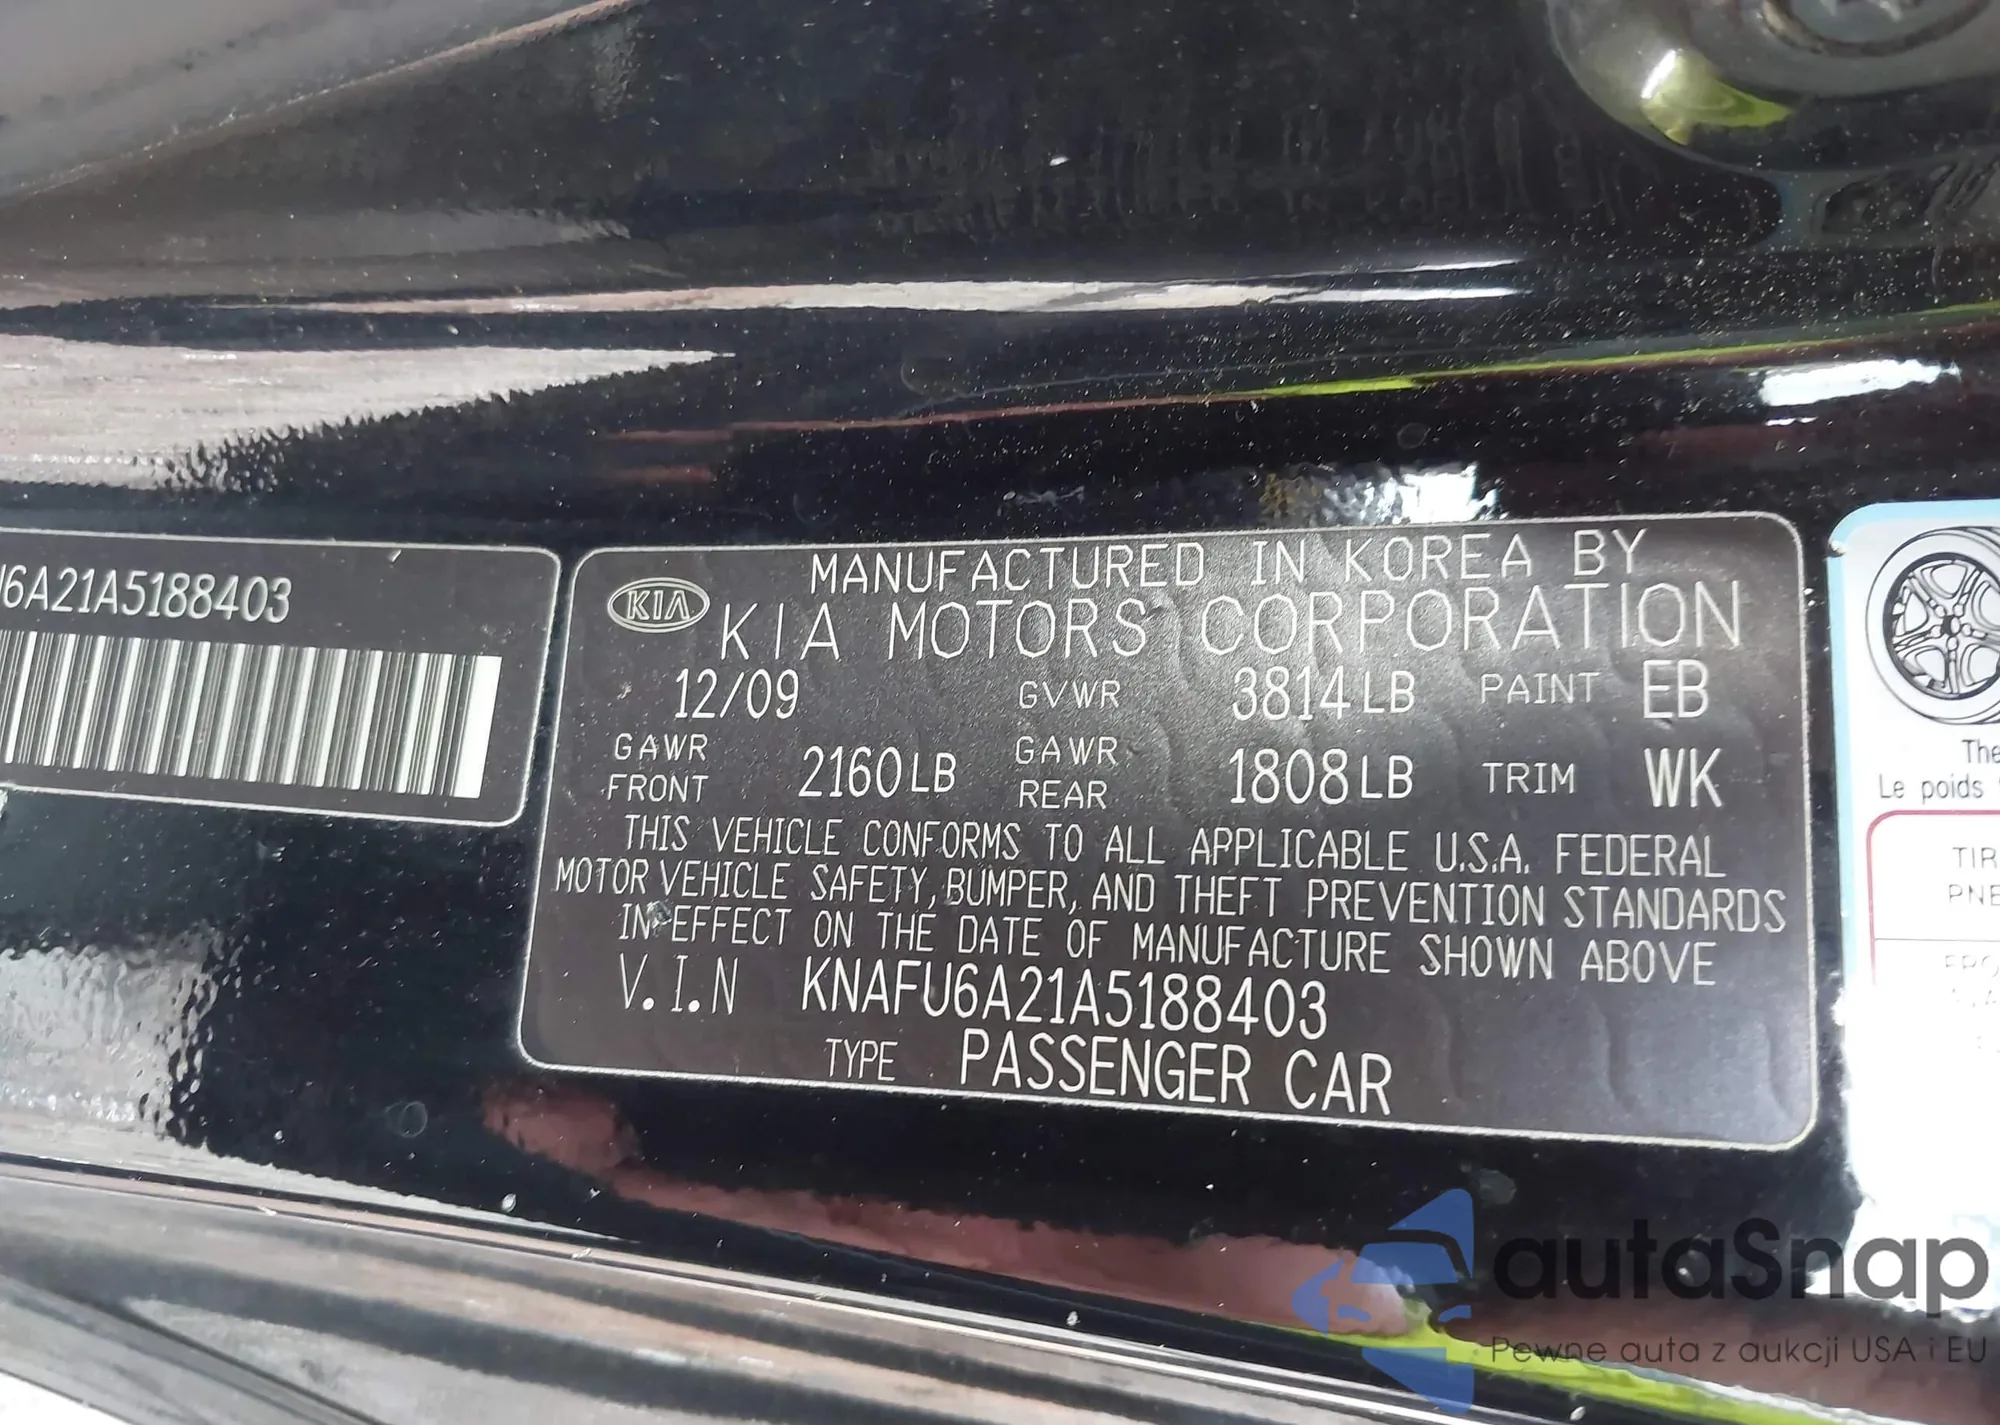 U6A21A5188403
KIA
MANUFACTURED IN KOREA BY
KIA MOTORS CORPORATION
12/09 GVWR 3814LB PAINT EB
GAWR FRONT 2160LB GAWR REAR 1808LB TRIM WK
THIS VEHICLE CONFORMS TO ALL APPLICABLE U.S.A. FEDERAL
MOTOR VEHICLE SAFETY, BUMPER, AND THEFT PREVENTION STANDARDS
IN EFFECT ON THE DATE OF MANUFACTURE SHOWN ABOVE
V.I.N KNAFU6A21A5188403
TYPE PASSENGER CAR
The
Le poids
TIR
PNE
autaSnap
Pewne auta z aukcji USA i EU